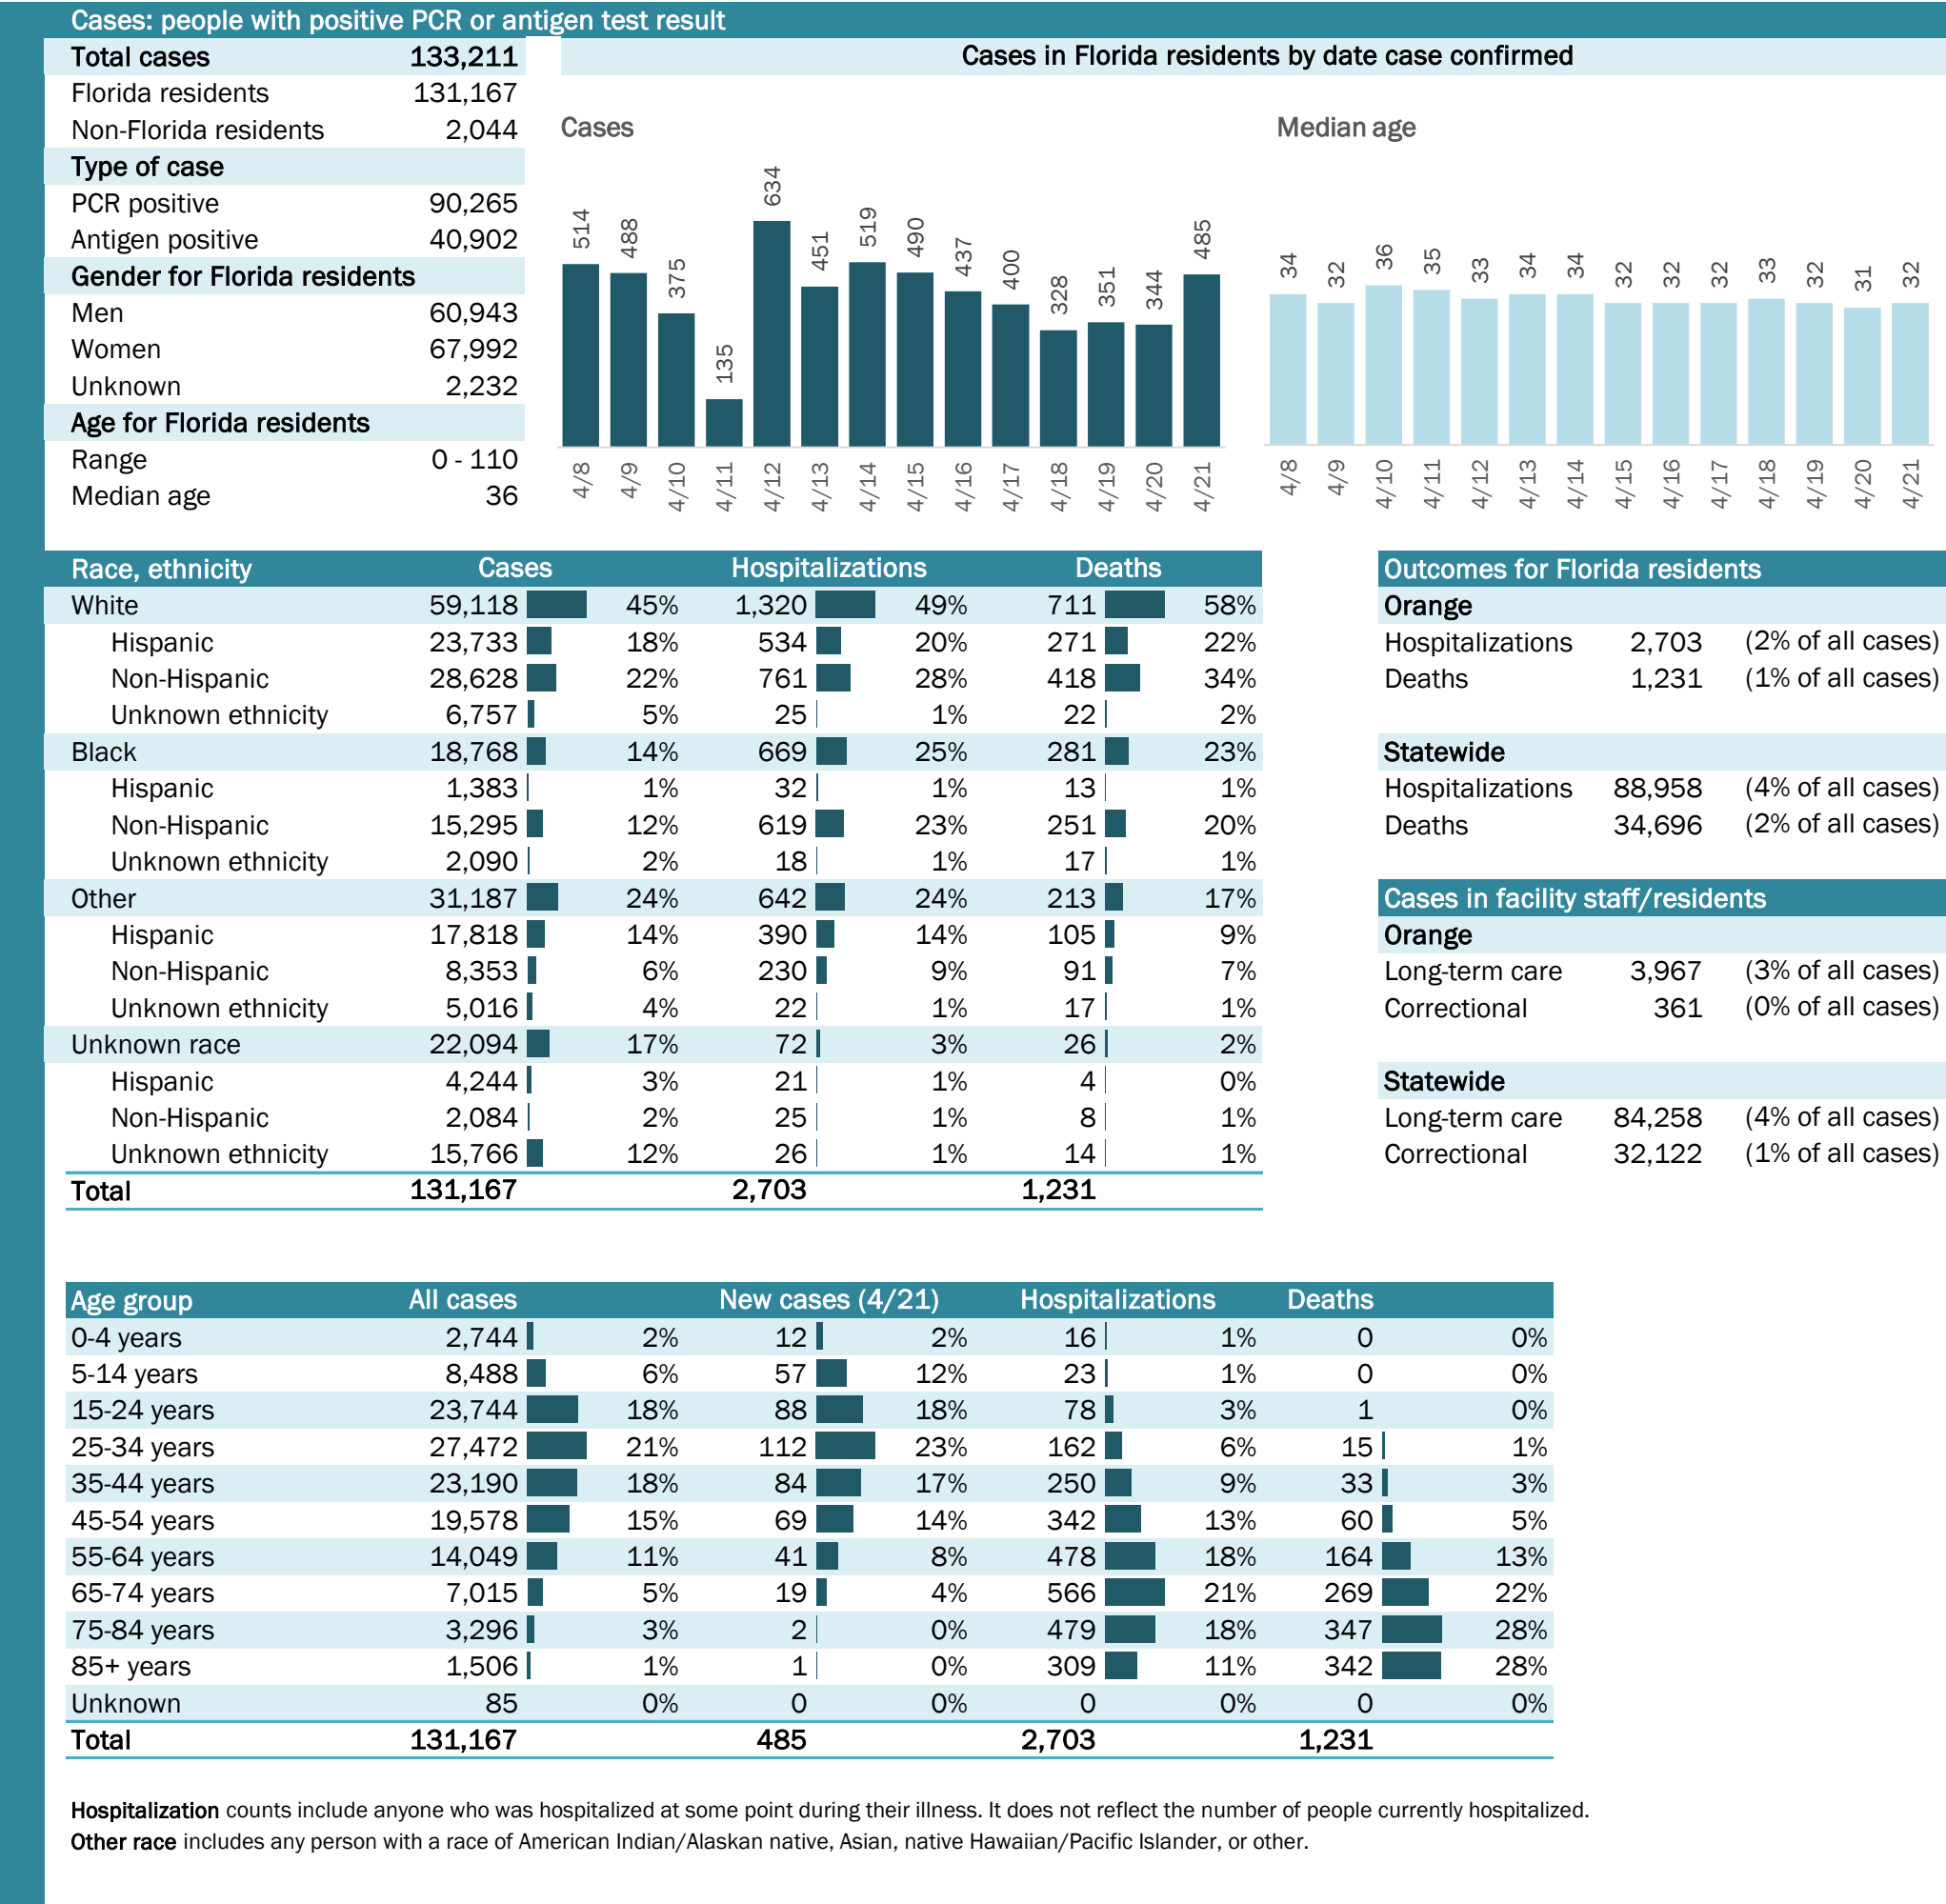 Cases: people with positive PCR or antigen test result
Total cases 133,211
Florida residents 131,167
Non-Florida residents 2,044
Type of case
PCR positive 90,265
Antigen positive 40,902
Gender for Florida residents
Men 60,943
Women 67,992
Unknown 2,232
Age for Florida residents
Range 0 - 110
Median age 36
Cases in Florida residents by date case confirmed
Cases
514 488 375 135 634 451 519 490 437 400 328 351 344 485
4/8 4/9 4/10 4/11 4/12 4/13 4/14 4/15 4/16 4/17 4/18 4/19 4/20 4/21
Median age
34 32 36 35 33 34 34 32 32 32 33 32 31 32
4/8 4/9 4/10 4/11 4/12 4/13 4/14 4/15 4/16 4/17 4/18 4/19 4/20 4/21
Race, ethnicity Cases Hospitalizations Deaths
White 59,118 45% 1,320 49% 711 58%
Hispanic 23,733 18% 534 20% 271 22%
Non-Hispanic 28,628 22% 761 28% 418 34%
Unknown ethnicity 6,757 5% 25 1% 22 2%
Black 18,768 14% 669 25% 281 23%
Hispanic 1,383 1% 32 1% 13 1%
Non-Hispanic 15,295 12% 619 23% 251 20%
Unknown ethnicity 2,090 2% 18 1% 17 1%
Other 31,187 24% 642 24% 213 17%
Hispanic 17,818 14% 390 14% 105 9%
Non-Hispanic 8,353 6% 230 9% 91 7%
Unknown ethnicity 5,016 4% 22 1% 17 1%
Unknown race 22,094 17% 72 3% 26 2%
Hispanic 4,244 3% 21 1% 4 0%
Non-Hispanic 2,084 2% 25 1% 8 1%
Unknown ethnicity 15,766 12% 26 1% 14 1%
Total 131,167 2,703 1,231
Outcomes for Florida residents
Orange
Hospitalizations 2,703 (2% of all cases)
Deaths 1,231 (1% of all cases)
Statewide
Hospitalizations 88,958 (4% of all cases)
Deaths 34,696 (2% of all cases)
Cases in facility staff/residents
Orange
Long-term care 3,967 (3% of all cases)
Correctional 361 (0% of all cases)
Statewide
Long-term care 84,258 (4% of all cases)
Correctional 32,122 (1% of all cases)
Age group All cases New cases (4/21) Hospitalizations Deaths
0-4 years 2,744 2% 12 2% 16 1% 0 0%
5-14 years 8,488 6% 57 12% 23 1% 0 0%
15-24 years 23,744 18% 88 18% 78 3% 1 0%
25-34 years 27,472 21% 112 23% 162 6% 15 1%
35-44 years 23,190 18% 84 17% 250 9% 33 3%
45-54 years 19,578 15% 69 14% 342 13% 60 5%
55-64 years 14,049 11% 41 8% 478 18% 164 13%
65-74 years 7,015 5% 19 4% 566 21% 269 22%
75-84 years 3,296 3% 2 0% 479 18% 347 28%
85+ years 1,506 1% 1 0% 309 11% 342 28%
Unknown 85 0% 0 0% 0 0% 0 0%
Total 131,167 485 2,703 1,231
Hospitalization counts include anyone who was hospitalized at some point during their illness. It does not reflect the number of people currently hospitalized.
Other race includes any person with a race of American Indian/Alaskan native, Asian, native Hawaiian/Pacific Islander, or other.